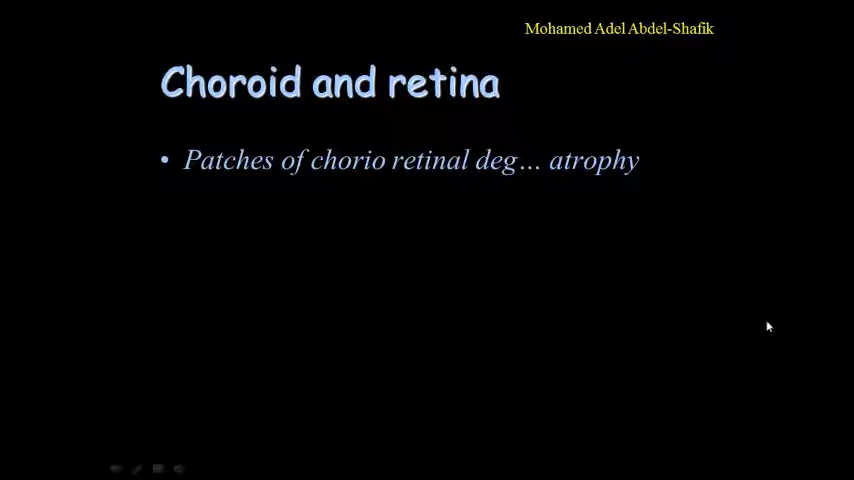 Mohamed Adel Abdel-Shafik
Choroid and retina
• Patches of chorio retinal deg... atrophy